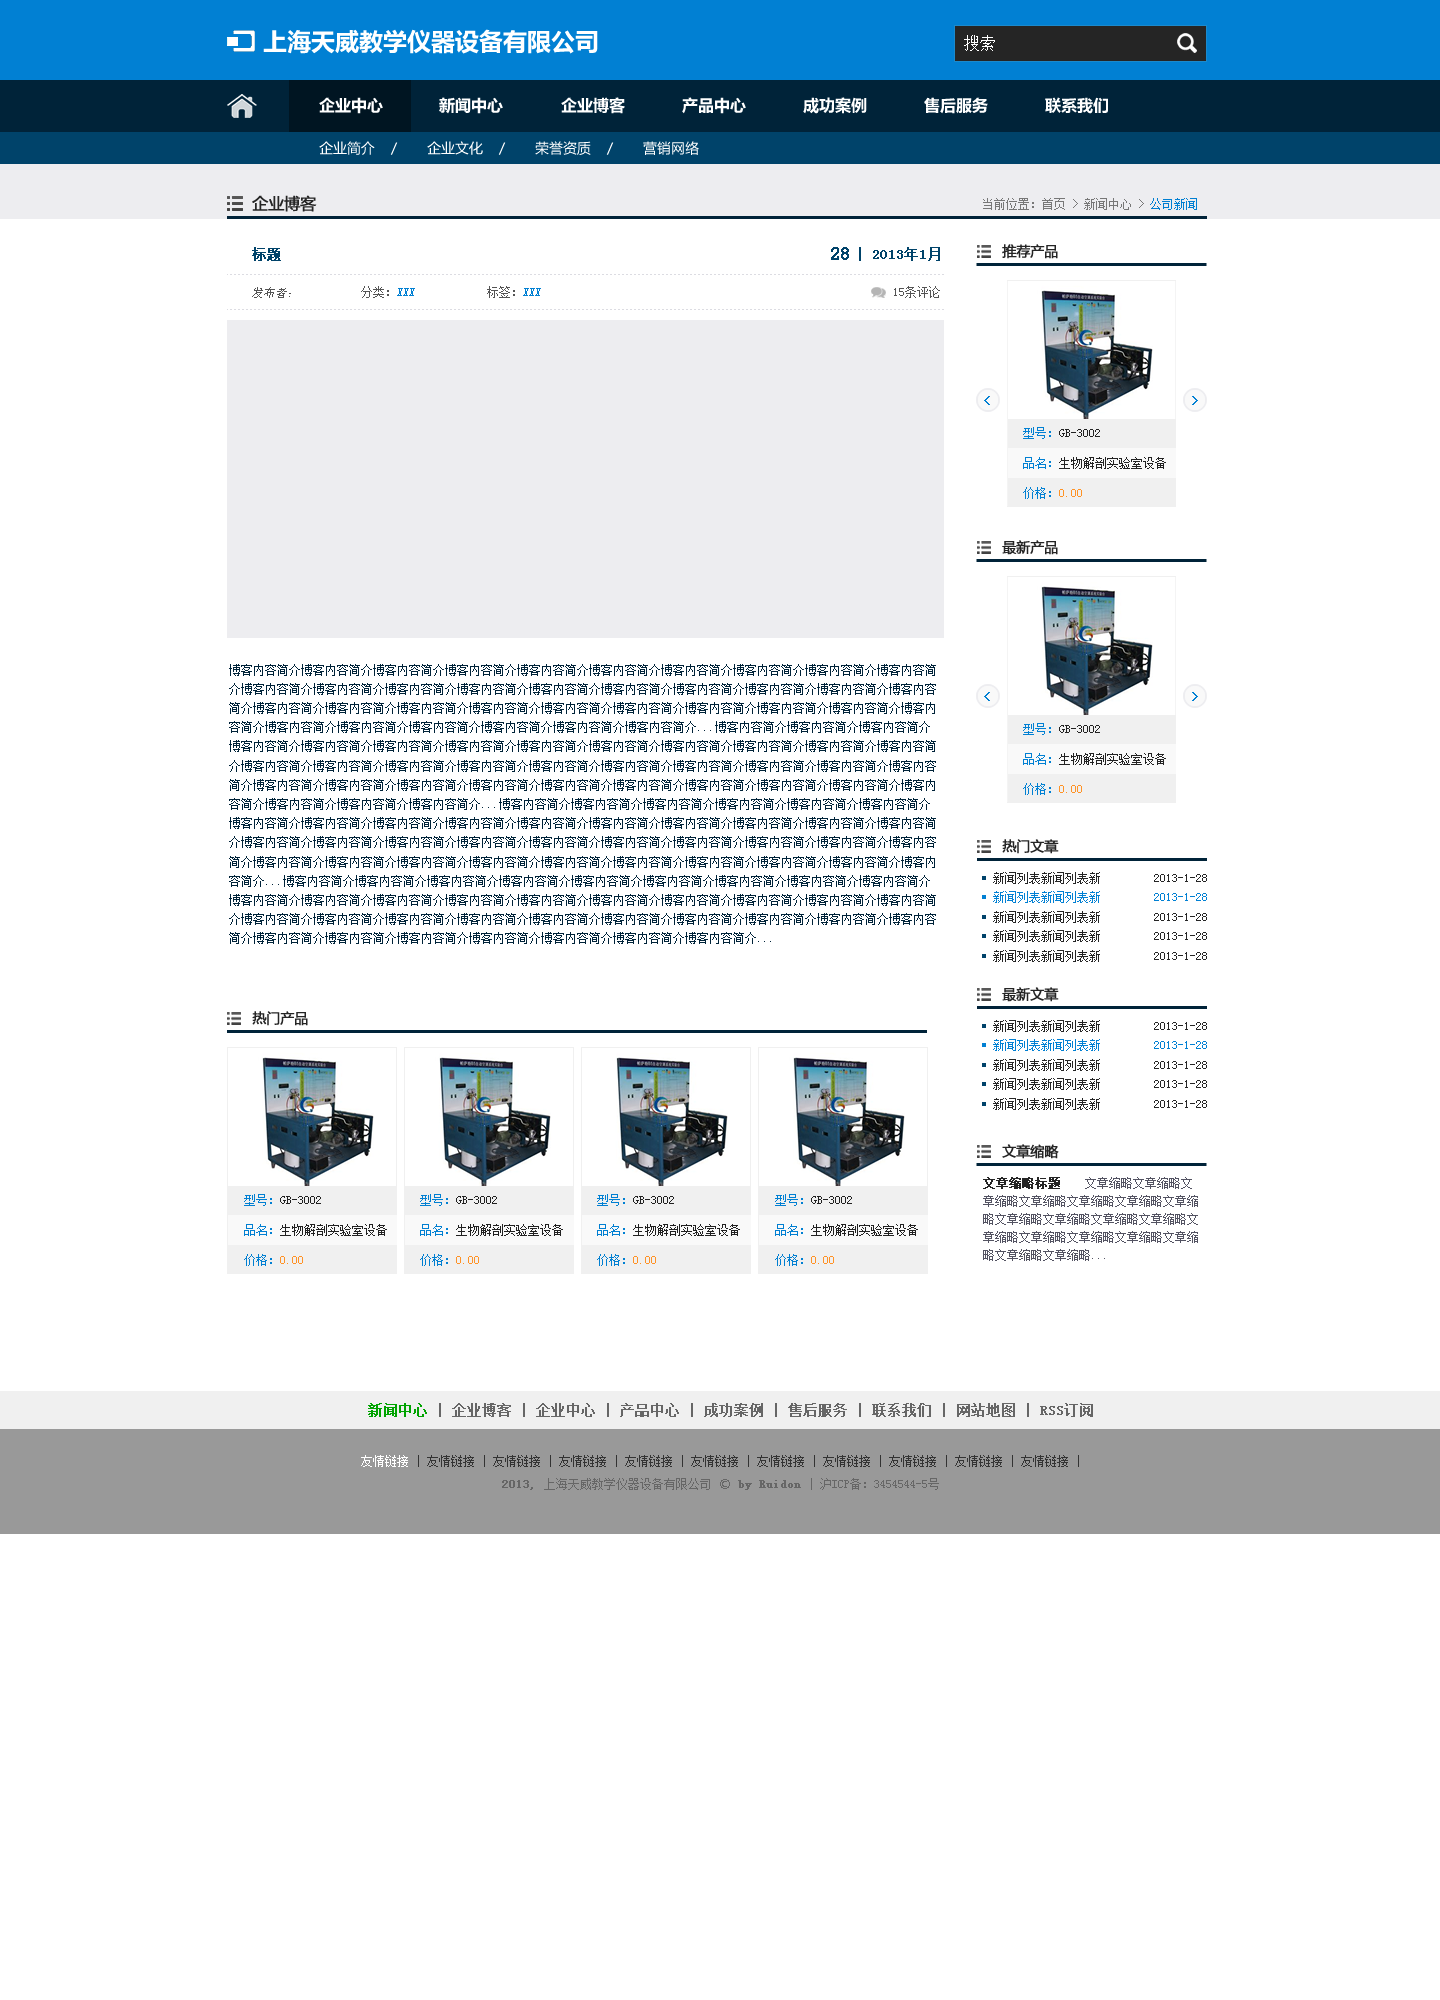 上海天威教学仪器设备有限公司
搜索
企业中心 新闻中心 企业博客 产品中心 成功案例 售后服务 联系我们
企业简介 / 企业文化 / 荣誉资质 / 营销网络
企业博客
当前位置：首页 > 新闻中心 > 公司新闻
标题
28 | 2013年1月
发布者： 分类：XXX 标签：XXX 15条评论
博客内容简介博客内容简介博客内容简介博客内容简介博客内容简介博客内容简介博客内容简介博客内容简介博客内容简介博客内容简
介博客内容简介博客内容简介博客内容简介博客内容简介博客内容简介博客内容简介博客内容简介博客内容简介博客内容简介博客内容
简介博客内容简介博客内容简介博客内容简介博客内容简介博客内容简介博客内容简介博客内容简介博客内容简介博客内容简介博客内
容简介博客内容简介博客内容简介博客内容简介博客内容简介博客内容简介博客内容简介...博客内容简介博客内容简介博客内容简介
博客内容简介博客内容简介博客内容简介博客内容简介博客内容简介博客内容简介博客内容简介博客内容简介博客内容简介博客内容简
介博客内容简介博客内容简介博客内容简介博客内容简介博客内容简介博客内容简介博客内容简介博客内容简介博客内容简介博客内容
简介博客内容简介博客内容简介博客内容简介博客内容简介博客内容简介博客内容简介博客内容简介博客内容简介博客内容简介博客内
容简介博客内容简介博客内容简介博客内容简介...博客内容简介博客内容简介博客内容简介博客内容简介博客内容简介博客内容简介
博客内容简介博客内容简介博客内容简介博客内容简介博客内容简介博客内容简介博客内容简介博客内容简介博客内容简介博客内容简
介博客内容简介博客内容简介博客内容简介博客内容简介博客内容简介博客内容简介博客内容简介博客内容简介博客内容简介博客内容
简介博客内容简介博客内容简介博客内容简介博客内容简介博客内容简介博客内容简介博客内容简介博客内容简介博客内容简介博客内
容简介...博客内容简介博客内容简介博客内容简介博客内容简介博客内容简介博客内容简介博客内容简介博客内容简介博客内容简介
博客内容简介博客内容简介博客内容简介博客内容简介博客内容简介博客内容简介博客内容简介博客内容简介博客内容简介博客内容简
介博客内容简介博客内容简介博客内容简介博客内容简介博客内容简介博客内容简介博客内容简介博客内容简介博客内容简介博客内容
简介博客内容简介博客内容简介博客内容简介博客内容简介博客内容简介博客内容简介博客内容简介...
热门产品
型号：GB-3002
品名：生物解剖实验室设备
价格：0.00
型号：GB-3002
品名：生物解剖实验室设备
价格：0.00
型号：GB-3002
品名：生物解剖实验室设备
价格：0.00
型号：GB-3002
品名：生物解剖实验室设备
价格：0.00
推荐产品
型号：GB-3002
品名：生物解剖实验室设备
价格：0.00
最新产品
型号：GB-3002
品名：生物解剖实验室设备
价格：0.00
热门文章
新闻列表新闻列表新 2013-1-28
新闻列表新闻列表新 2013-1-28
新闻列表新闻列表新 2013-1-28
新闻列表新闻列表新 2013-1-28
新闻列表新闻列表新 2013-1-28
最新文章
新闻列表新闻列表新 2013-1-28
新闻列表新闻列表新 2013-1-28
新闻列表新闻列表新 2013-1-28
新闻列表新闻列表新 2013-1-28
新闻列表新闻列表新 2013-1-28
文章缩略
文章缩略标题 文章缩略文章缩略文
章缩略文章缩略文章缩略文章缩略文章缩
略文章缩略文章缩略文章缩略文章缩略文
章缩略文章缩略文章缩略文章缩略文章缩
略文章缩略文章缩略...
新闻中心 | 企业博客 | 企业中心 | 产品中心 | 成功案例 | 售后服务 | 联系我们 | 网站地图 | RSS订阅
友情链接 | 友情链接 | 友情链接 | 友情链接 | 友情链接 | 友情链接 | 友情链接 | 友情链接 | 友情链接 | 友情链接 | 友情链接 |
2013, 上海天威教学仪器设备有限公司 © by Ruidon | 沪ICP备：3454544-5号